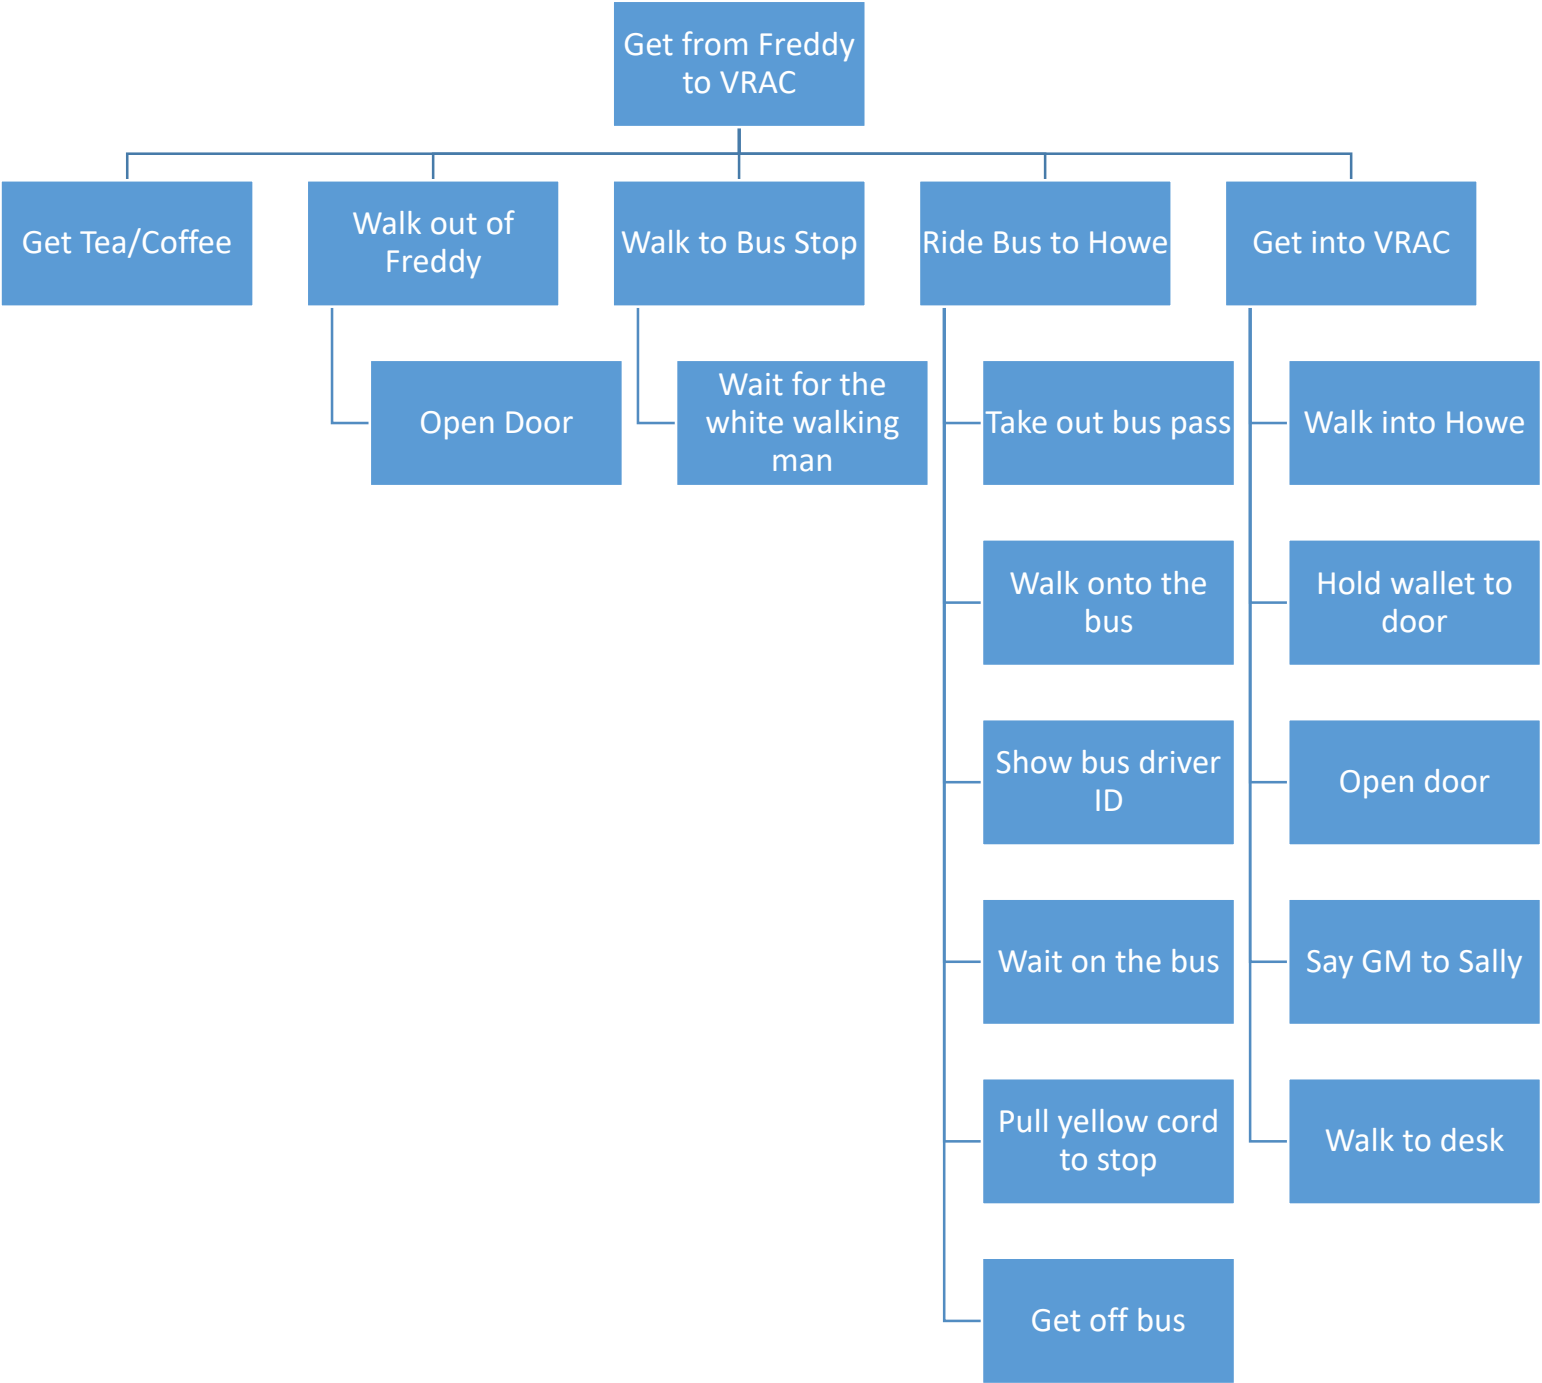 Get from Freddy
to VRAC
Get Tea/Coffee
Walk out of
Freddy
Walk to Bus Stop
Ride Bus to Howe
Get into VRAC
Open Door
Wait for the
white walking
man
Take out bus pass
Walk onto the
bus
Show bus driver
ID
Wait on the bus
Pull yellow cord
to stop
Get off bus
Walk into Howe
Hold wallet to
door
Open door
Say GM to Sally
Walk to desk